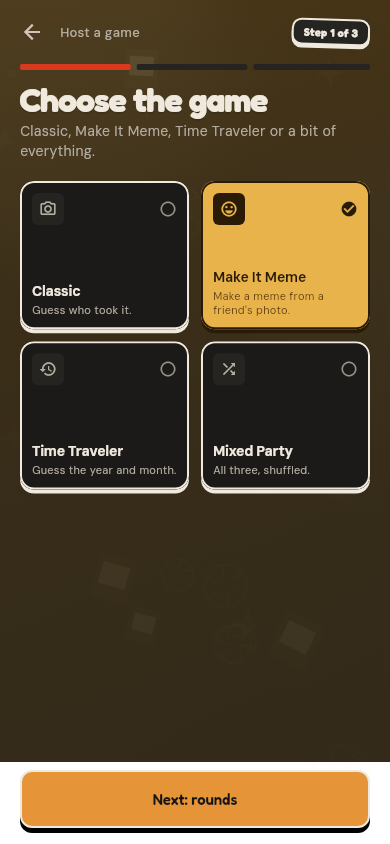 Host a game
Step 1 of 3
Choose the game
Classic, Make It Meme, Time Traveler or a bit of
everything.
Classic
Guess who took it.
Make It Meme
Make a meme from a
friend's photo.
Time Traveler
Guess the year and month.
Mixed Party
All three, shuffled.
Next: rounds